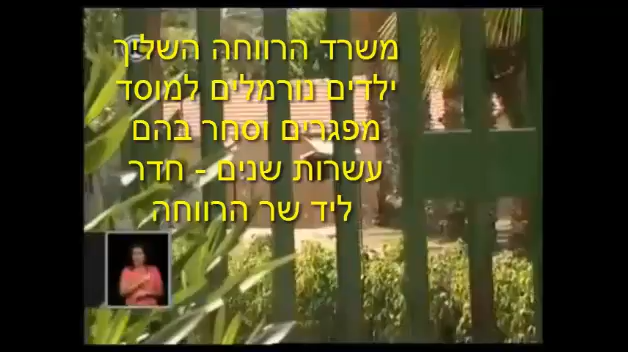 משרד הרווחה השליך
ילדים נורמלים למוסד
מפגרים וסחר בהם
עשרות שנים - חדר
ליד שר הרווחה